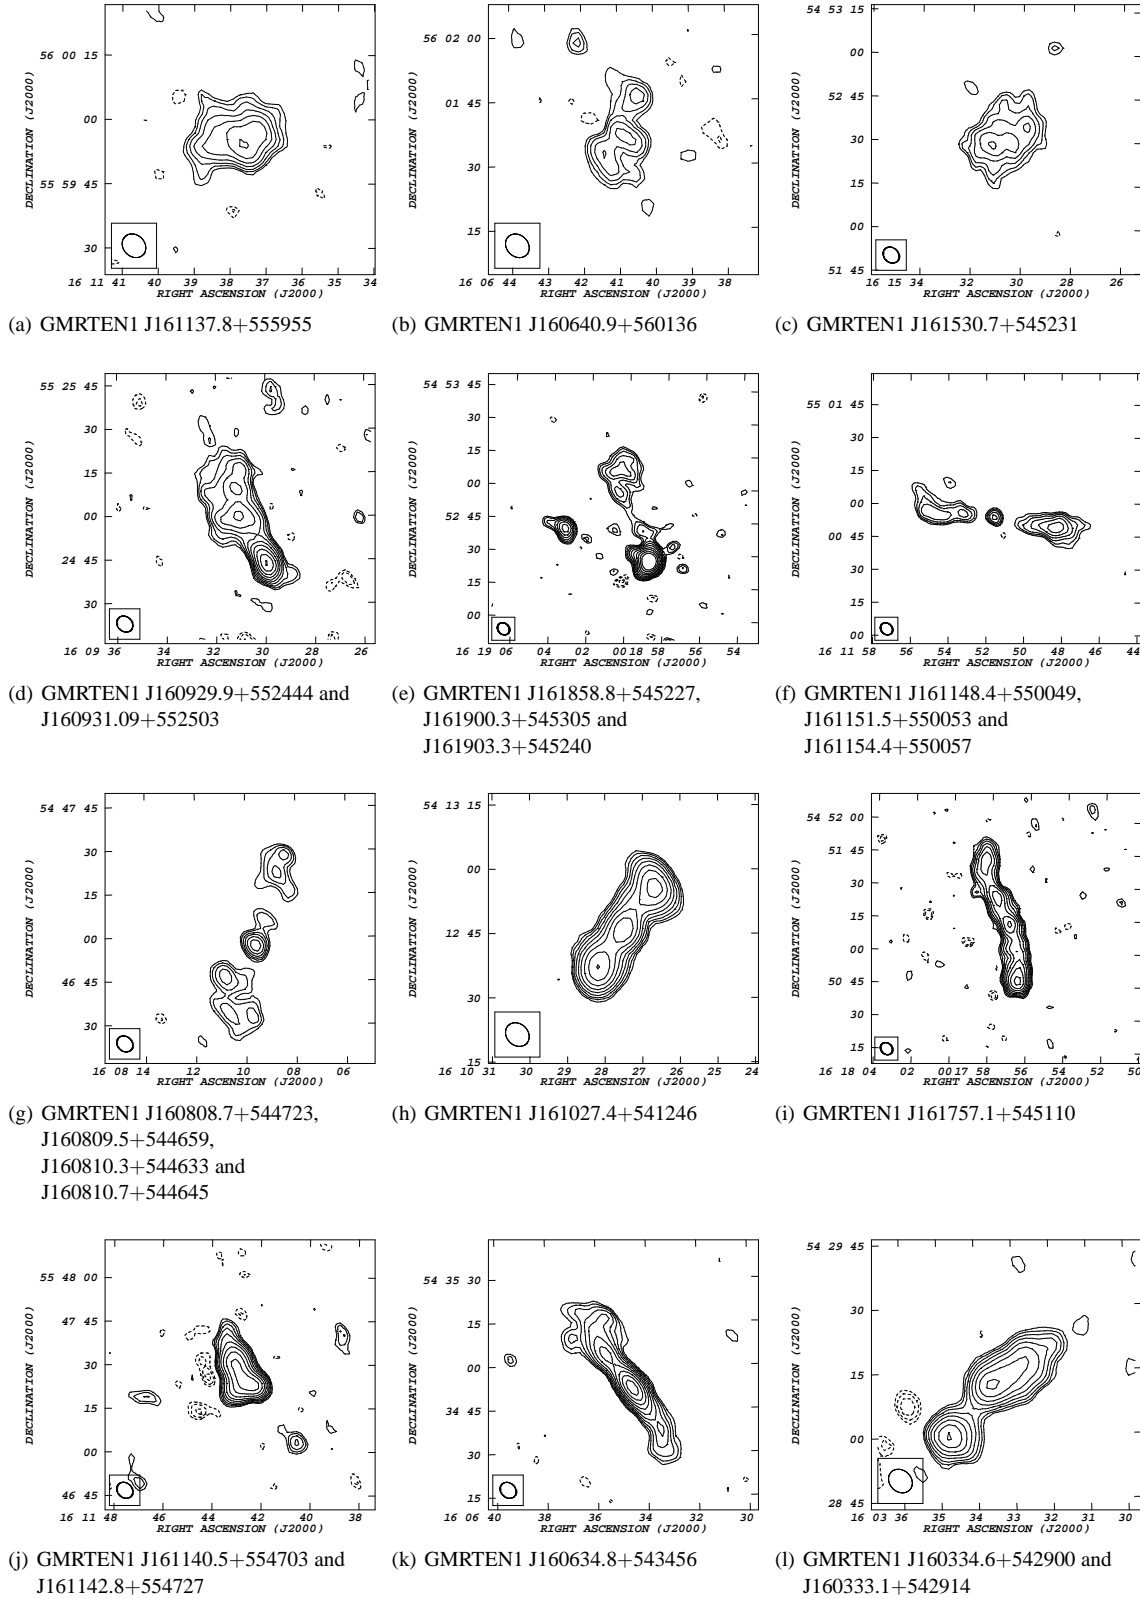 54 53 15
56 00 15
00
55 59 45
30
DECLINATION (J2000)
16 11 41 40 39 38 37 36 35 34
RIGHT ASCENSION (J2000)
56 02 00
01 45
30
15
DECLINATION (J2000)
16 06 44 43 42 41 40 39 38
RIGHT ASCENSION (J2000)
00
52 45
30
15
00
51 45
DECLINATION (J2000)
16 15 34 32 30 28 26
RIGHT ASCENSION (J2000)
(a) GMRTEN1 J161137.8+555955
(b) GMRTEN1 J160640.9+560136
(c) GMRTEN1 J161530.7+545231
55 25 45
30
15
00
24 45
30
DECLINATION (J2000)
16 09 36 34 32 30 28 26
RIGHT ASCENSION (J2000)
54 53 45
30
15
00
52 45
30
15
00
DECLINATION (J2000)
16 19 06 04 02 00 18 58 56 54
RIGHT ASCENSION (J2000)
55 01 45
30
15
00
00 45
30
15
00
DECLINATION (J2000)
16 11 58 56 54 52 50 48 46 44
RIGHT ASCENSION (J2000)
(d) GMRTEN1 J160929.9+552444 and
J160931.09+552503
(e) GMRTEN1 J161858.8+545227,
J161900.3+545305 and
J161903.3+545240
(f) GMRTEN1 J161148.4+550049,
J161151.5+550053 and
J161154.4+550057
54 47 45
30
15
00
46 45
30
DECLINATION (J2000)
16 08 14 12 10 08 06
RIGHT ASCENSION (J2000)
54 13 15
00
12 45
30
15
DECLINATION (J2000)
16 10 31 30 29 28 27 26 25 24
RIGHT ASCENSION (J2000)
54 52 00
51 45
30
15
00
50 45
30
15
DECLINATION (J2000)
16 18 04 02 00 17 58 56 54 52 50
RIGHT ASCENSION (J2000)
(g) GMRTEN1 J160808.7+544723,
J160809.5+544659,
J160810.3+544633 and
J160810.7+544645
(h) GMRTEN1 J161027.4+541246
(i) GMRTEN1 J161757.1+545110
55 48 00
47 45
30
15
00
46 45
DECLINATION (J2000)
16 11 48 46 44 42 40 38
RIGHT ASCENSION (J2000)
54 35 30
15
00
34 45
30
15
DECLINATION (J2000)
16 06 40 38 36 34 32 30
RIGHT ASCENSION (J2000)
54 29 45
30
15
00
28 45
DECLINATION (J2000)
16 03 36 35 34 33 32 31 30
RIGHT ASCENSION (J2000)
(j) GMRTEN1 J161140.5+554703 and
J161142.8+554727
(k) GMRTEN1 J160634.8+543456
(l) GMRTEN1 J160334.6+542900 and
J160333.1+542914